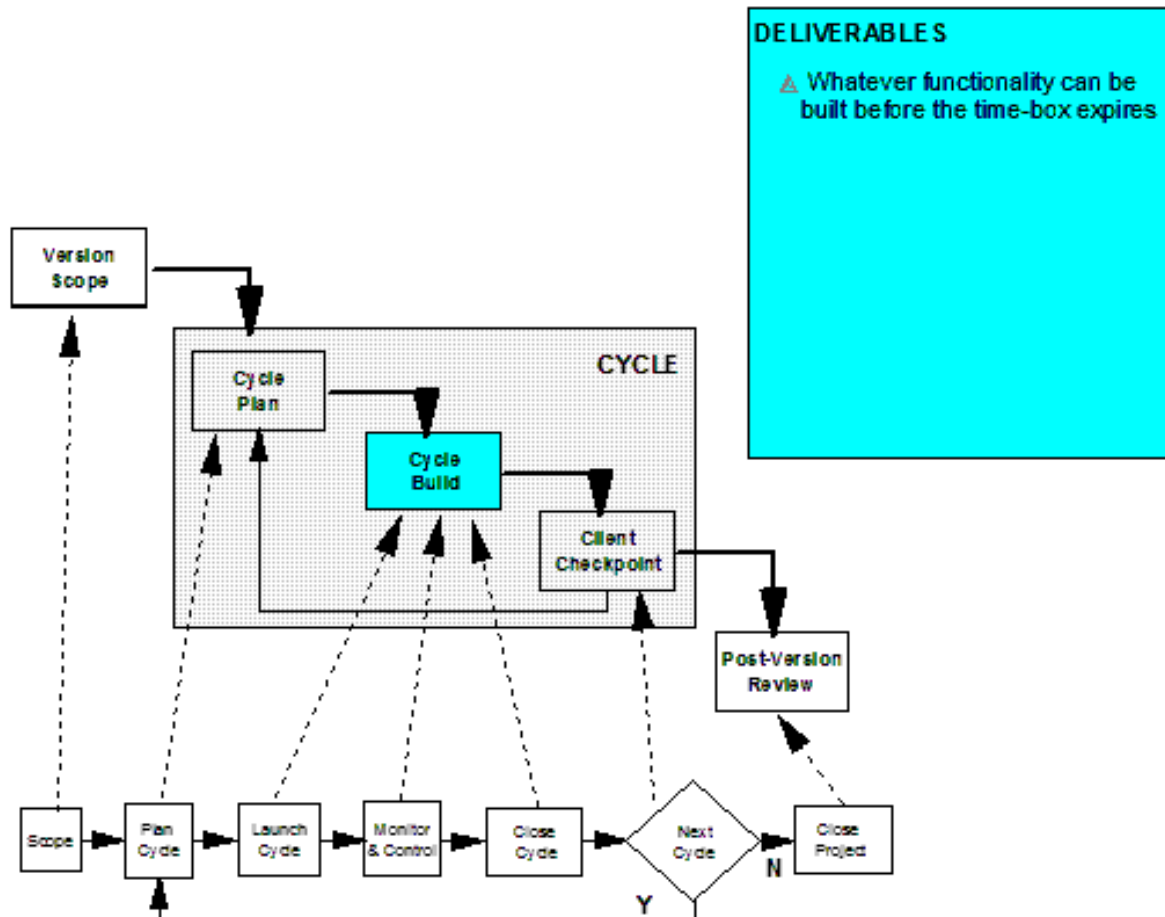 DELIVERABLES
Whatever functionality can be
built before the time-box expires
Version
Scope
CYCLE
Cycle
Plan
Cycle
Build
Client
Checkpoint
Post-Version
Review
Scope
Plan
Cycle
Launch
Cycle
Monitor
& Control
Close
Cycle
Next
Cycle
Close
Project
N
Y